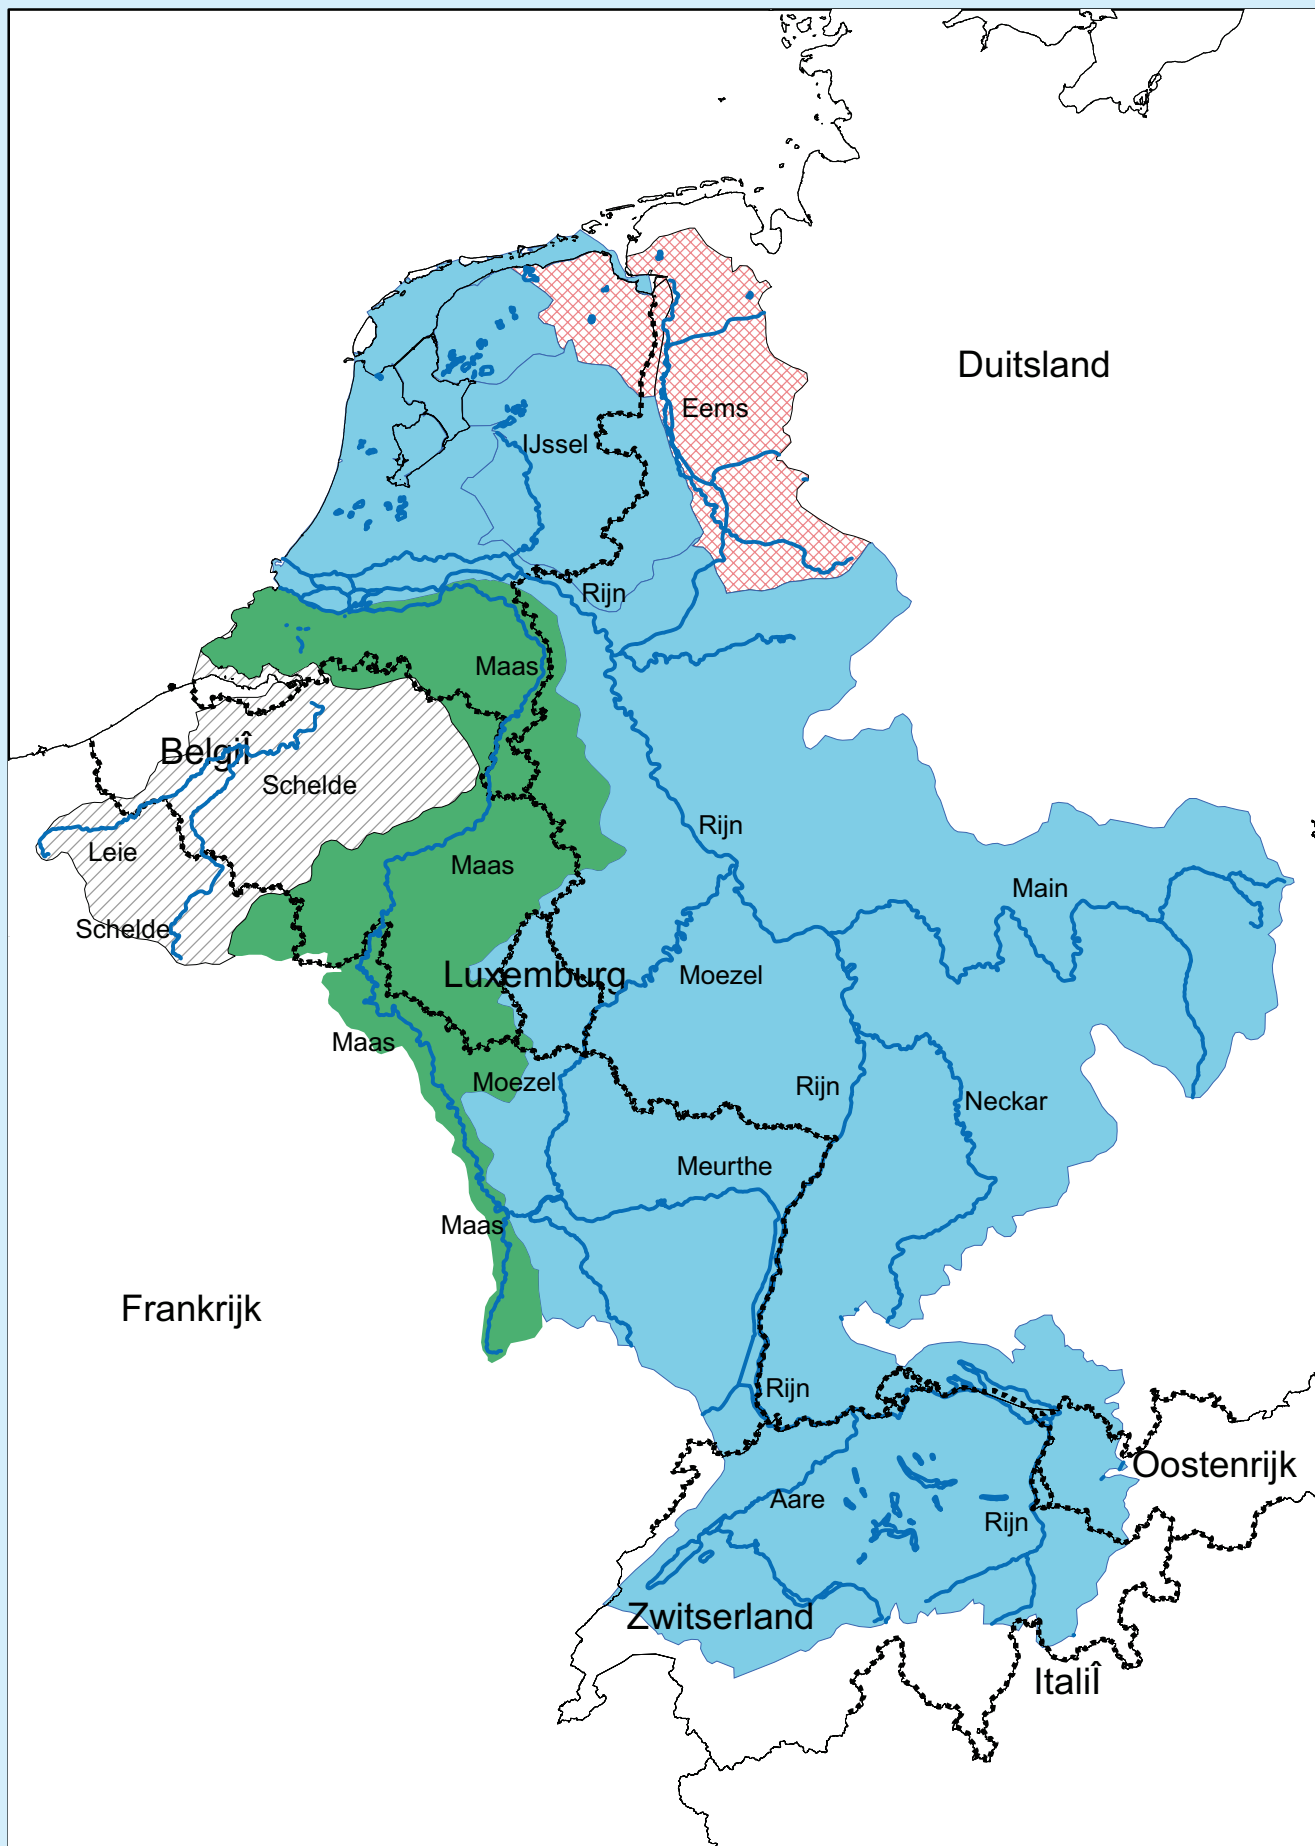 Duitsland
Eems
IJssel
Rijn
Maas
BelgiÎ
Schelde
Rijn
Leie
Maas
Main
Schelde
Luxemburg
Moezel
Maas
Moezel
Rijn
Neckar
Meurthe
Maas
Frankrijk
Rijn
Oostenrijk
Aare
Rijn
Zwitserland
ItaliÎ